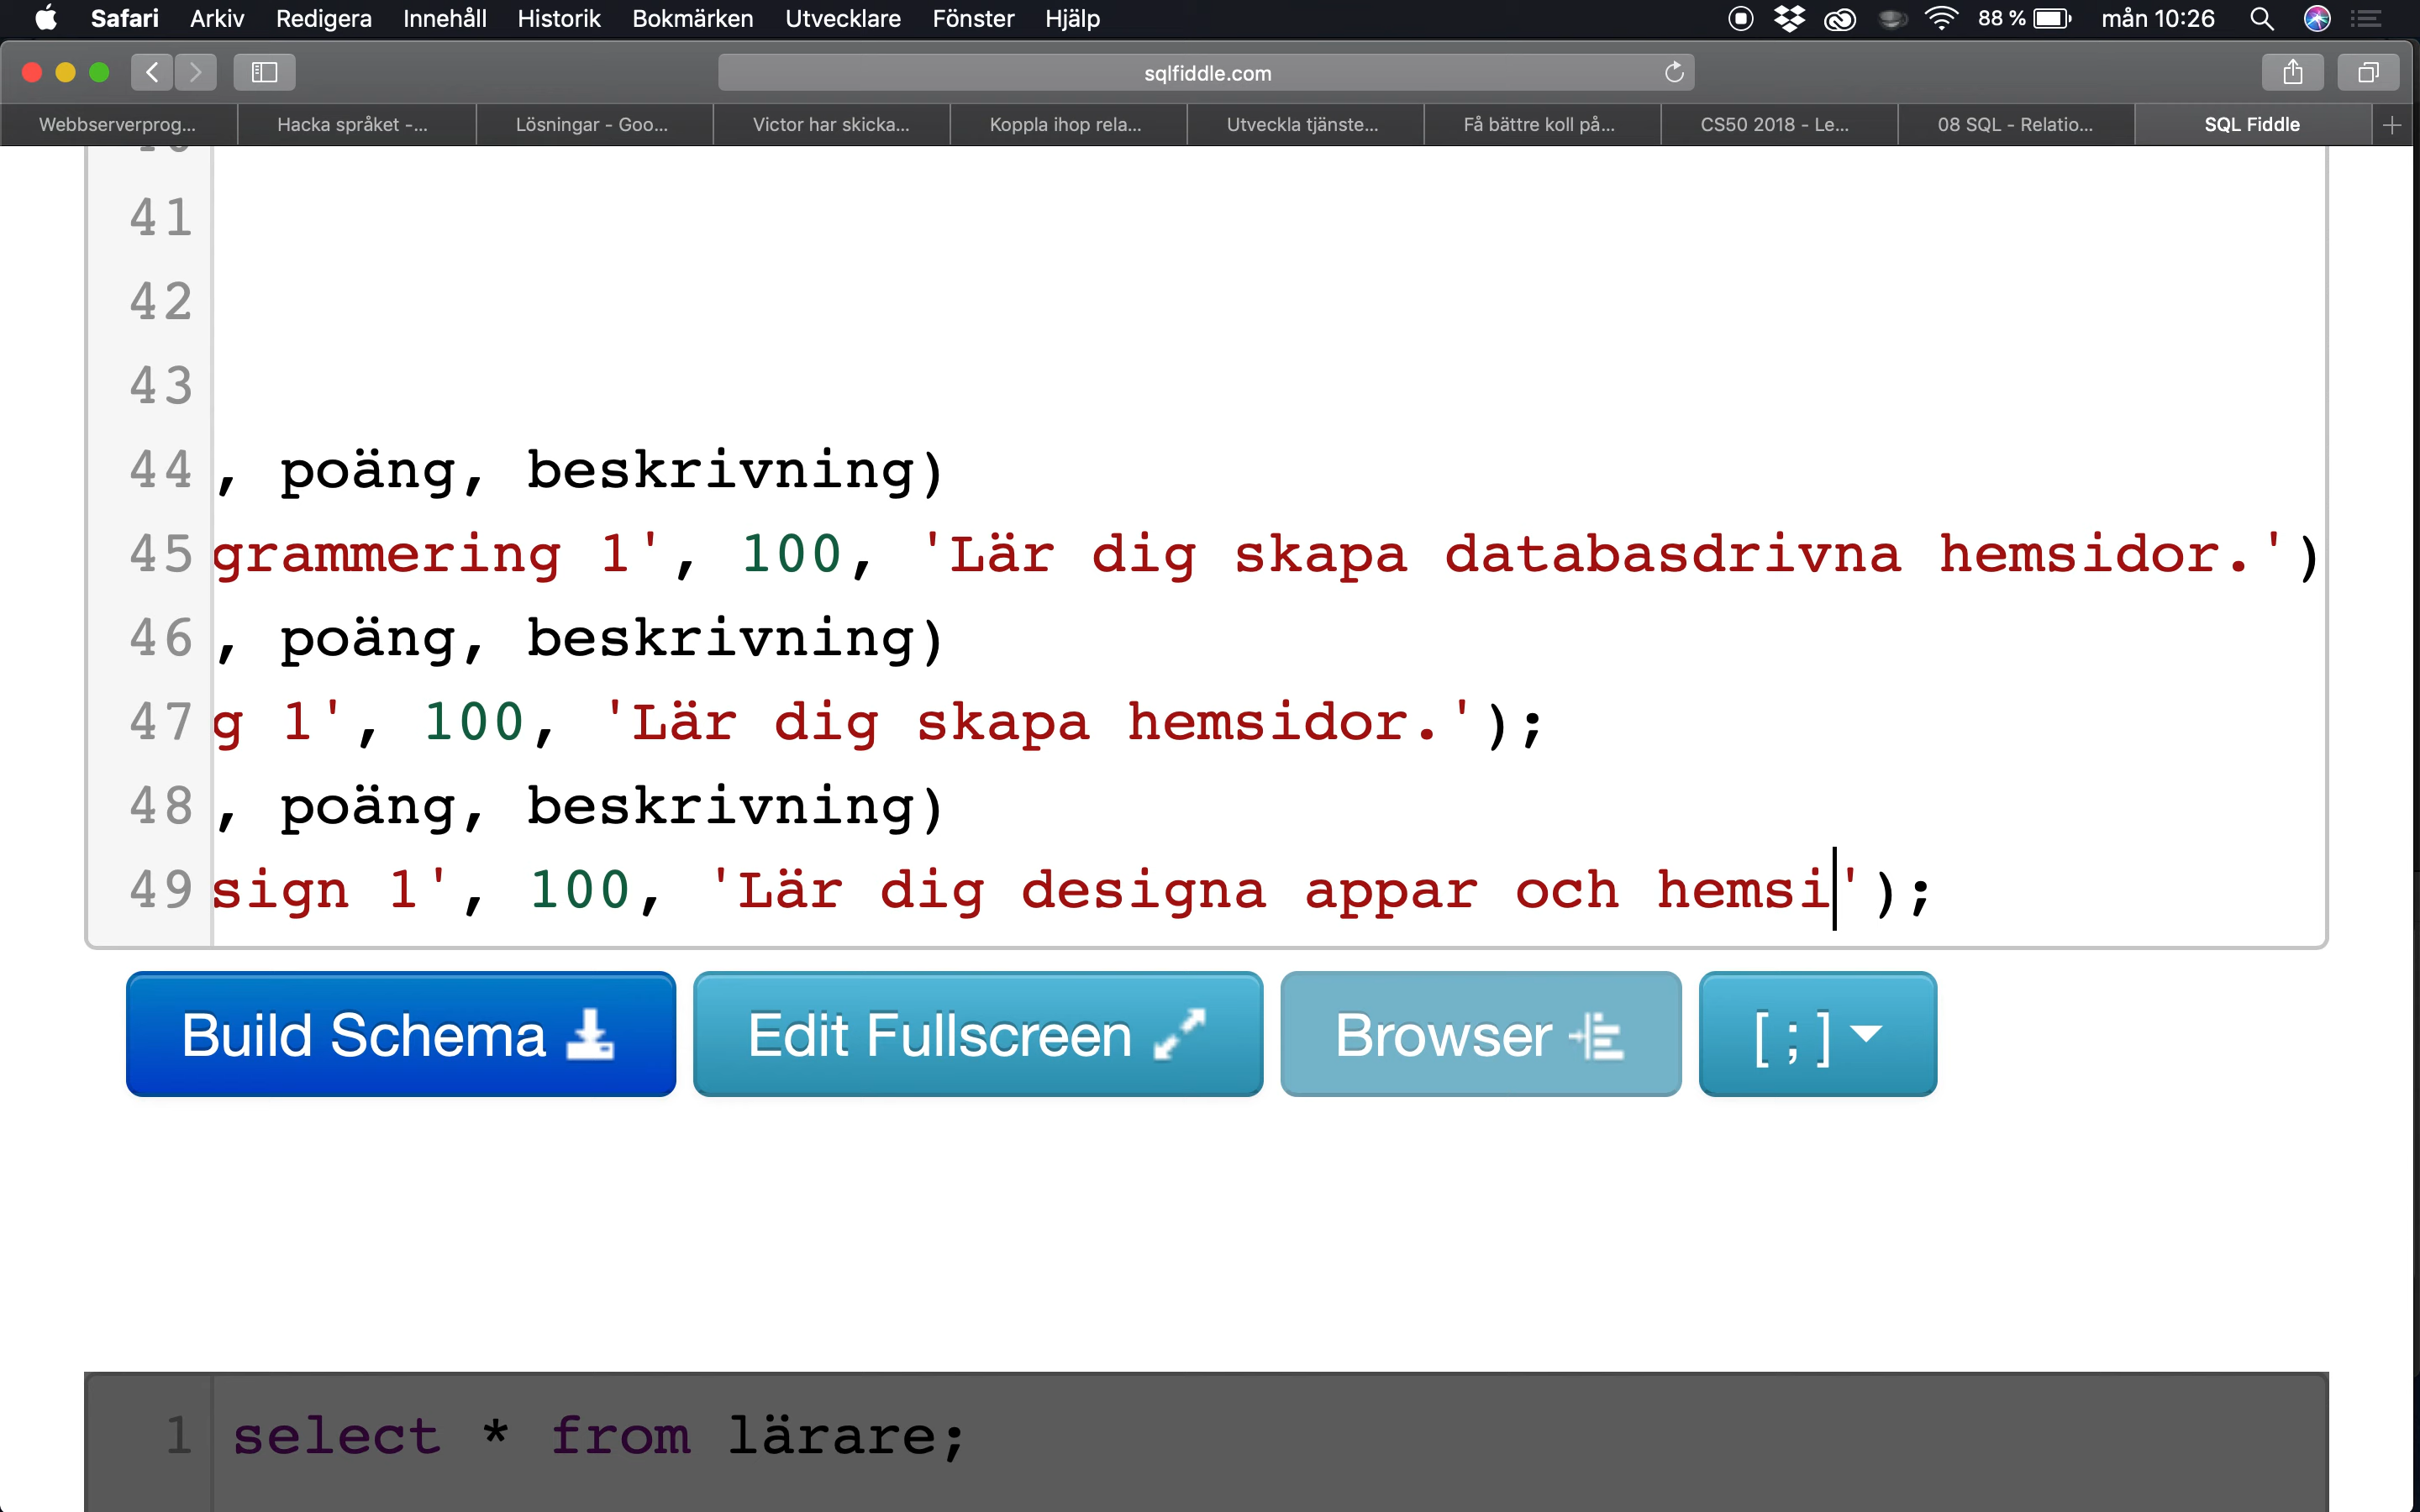 Safari Arkiv Redigera Innehåll Historik Bokmärken Utvecklare Fönster Hjälp 88 % mån 10:26
sqlfiddle.com
Webbserverprog... Hacka språket -... Lösningar - Goo... Victor har skicka... Koppla ihop rela... Utveckla tjänste... Få bättre koll på... CS50 2018 - Le... 08 SQL - Relatio... SQL Fiddle
41
42
43
44 , poäng, beskrivning)
45 grammering 1', 100, 'Lär dig skapa databasdrivna hemsidor.')
46 , poäng, beskrivning)
47 g 1', 100, 'Lär dig skapa hemsidor.');
48 , poäng, beskrivning)
49 sign 1', 100, 'Lär dig designa appar och hemsi');
Build Schema Edit Fullscreen Browser [ ; ]
1 select * from lärare;